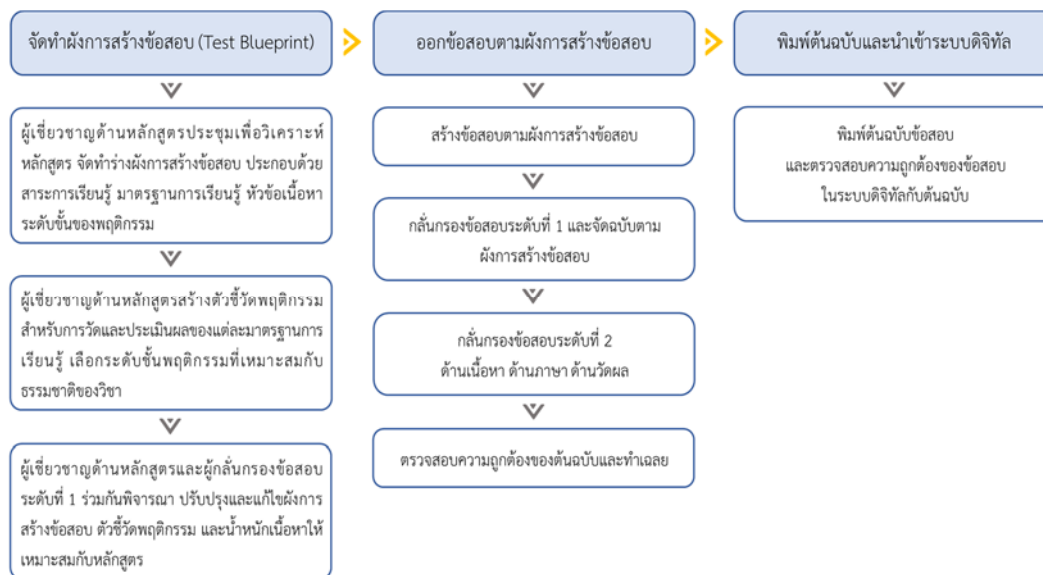 จัดทำผังการสร้างข้อสอบ (Test Blueprint)
ผู้เชี่ยวชาญด้านหลักสูตรประชุมเพื่อวิเคราะห์
หลักสูตร จัดทำร่างผังการสร้างข้อสอบ ประกอบด้วย
สาระการเรียนรู้ มาตรฐานการเรียนรู้ หัวข้อเนื้อหา
ระดับขั้นของพฤติกรรม
ผู้เชี่ยวชาญด้านหลักสูตรสร้างตัวชี้วัดพฤติกรรม
สำหรับการวัดและประเมินผลของแต่ละมาตรฐานการ
เรียนรู้ เลือกระดับชั้นพฤติกรรมที่เหมาะสมกับ
ธรรมชาติของวิชา
ผู้เชี่ยวชาญด้านหลักสูตรและผู้กลั่นกรองข้อสอบ
ระดับที่ 1 ร่วมกันพิจารณา ปรับปรุงและแก้ไขผังการ
สร้างข้อสอบ ตัวชี้วัดพฤติกรรม และน้ำหนักเนื้อหาให้
เหมาะสมกับหลักสูตร
ออกข้อสอบตามผังการสร้างข้อสอบ
สร้างข้อสอบตามผังการสร้างข้อสอบ
กลั่นกรองข้อสอบระดับที่ 1 และจัดฉบับตาม
ผังการสร้างข้อสอบ
กลั่นกรองข้อสอบระดับที่ 2
ด้านเนื้อหา ด้านภาษา ด้านวัดผล
ตรวจสอบความถูกต้องของต้นฉบับและทำเฉลย
พิมพ์ต้นฉบับและนำเข้าระบบดิจิทัล
พิมพ์ต้นฉบับข้อสอบ
และตรวจสอบความถูกต้องของข้อสอบ
ในระบบดิจิทัลกับต้นฉบับ